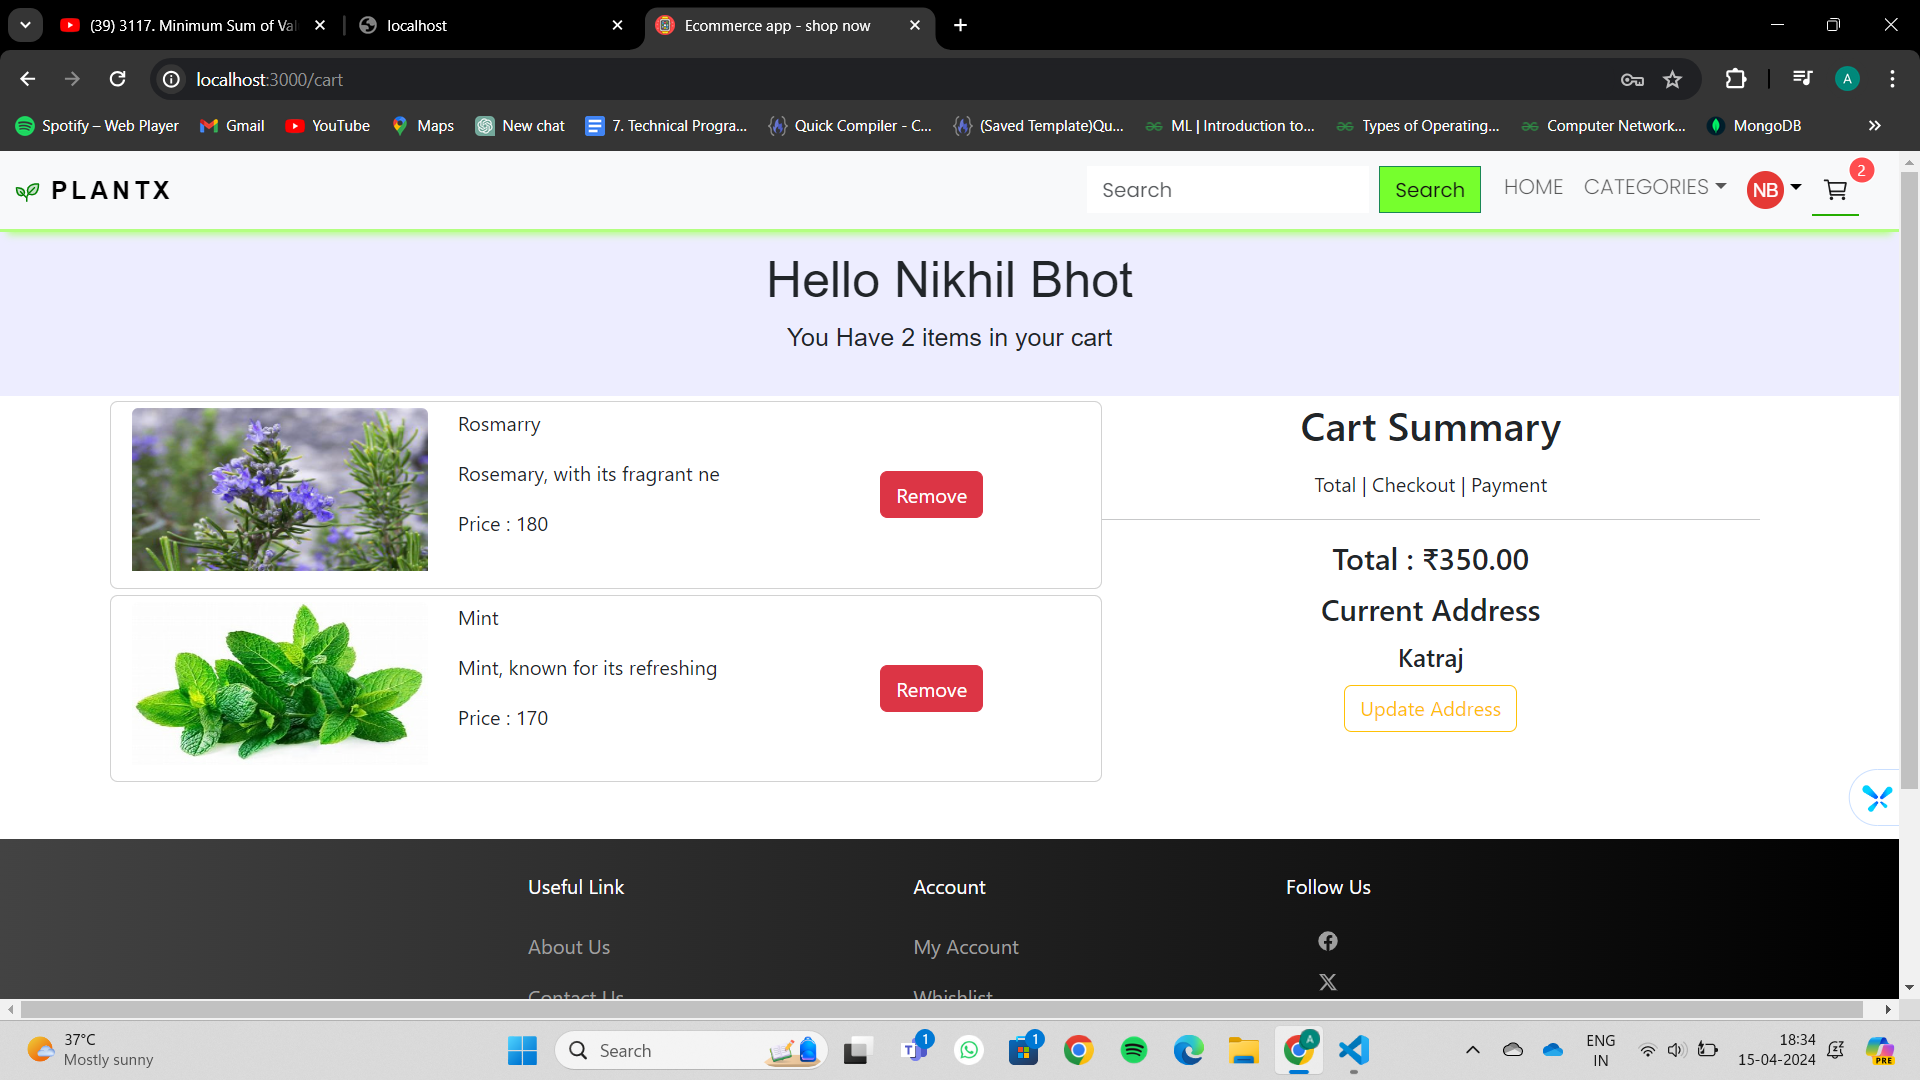 (39) 3117. Minimum Sum of Val
localhost
Ecommerce app - shop now
localhost:3000/cart
A
Spotify – Web Player
Gmail
YouTube
Maps
New chat
7. Technical Progra...
Quick Compiler - C...
(Saved Template)Qu...
ML | Introduction to...
Types of Operating...
Computer Network...
MongoDB
PLANTX
Search
Search
HOME
CATEGORIES
NB
2
Hello Nikhil Bhot
You Have 2 items in your cart
Rosmarry
Rosemary, with its fragrant ne
Price : 180
Remove
Mint
Mint, known for its refreshing
Price : 170
Remove
Cart Summary
Total | Checkout | Payment
Total : ₹350.00
Current Address
Katraj
Update Address
Useful Link
About Us
Contact Us
Account
My Account
Whishlist
Follow Us
37°C
Mostly sunny
Search
1
1
A
ENG
IN
18:34
15-04-2024
PRE